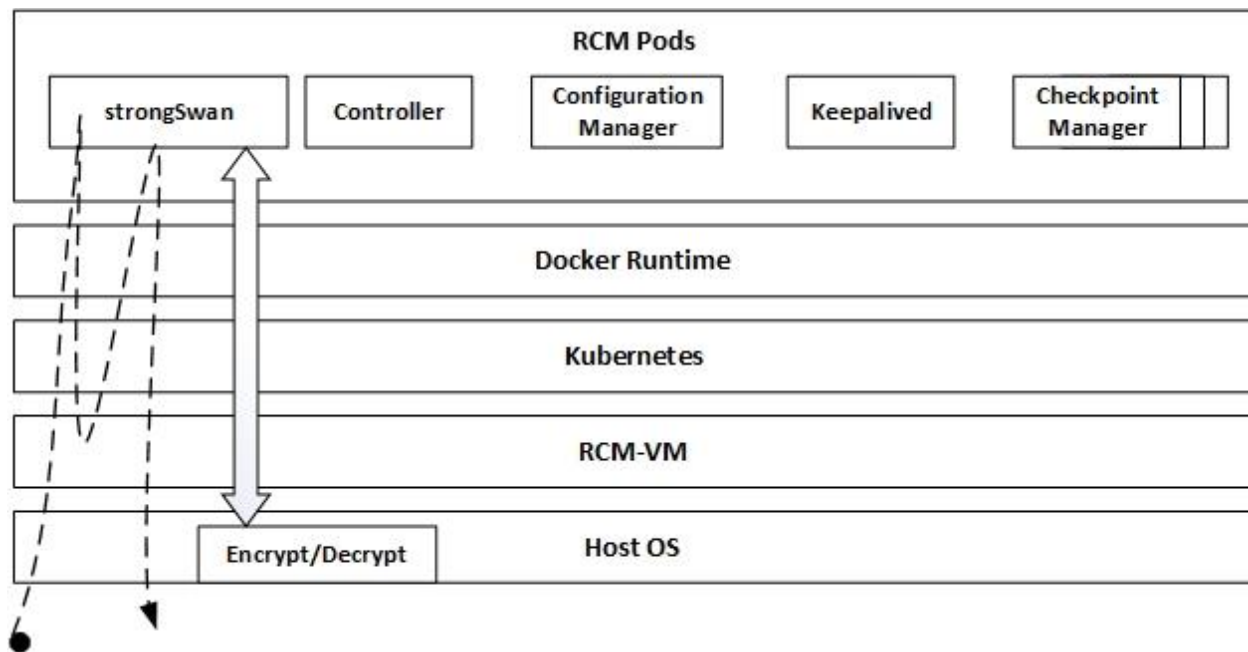 RCM Pods
strongSwan
Controller
Configuration
Manager
Keepalived
Checkpoint
Manager
Docker Runtime
Kubernetes
RCM-VM
Host OS
Encrypt/Decrypt